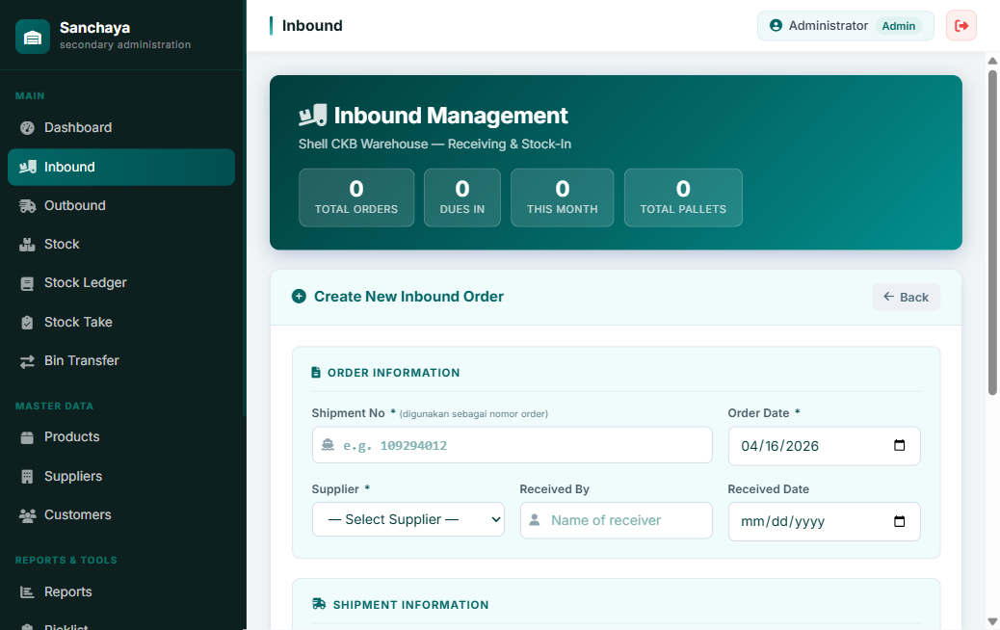 Sanchaya
secondary administration
MAIN
Dashboard
Inbound
Outbound
Stock
Stock Ledger
Stock Take
Bin Transfer
MASTER DATA
Products
Suppliers
Customers
REPORTS & TOOLS
Reports
Picklist
Inbound
Administrator Admin
Inbound Management
Shell CKB Warehouse — Receiving & Stock-In
0 TOTAL ORDERS
0 DUES IN
0 THIS MONTH
0 TOTAL PALLETS
Create New Inbound Order
Back
ORDER INFORMATION
Shipment No * (digunakan sebagai nomor order)
e.g. 109294012
Order Date *
04/16/2026
Supplier *
— Select Supplier —
Received By
Name of receiver
Received Date
mm/dd/yyyy
SHIPMENT INFORMATION